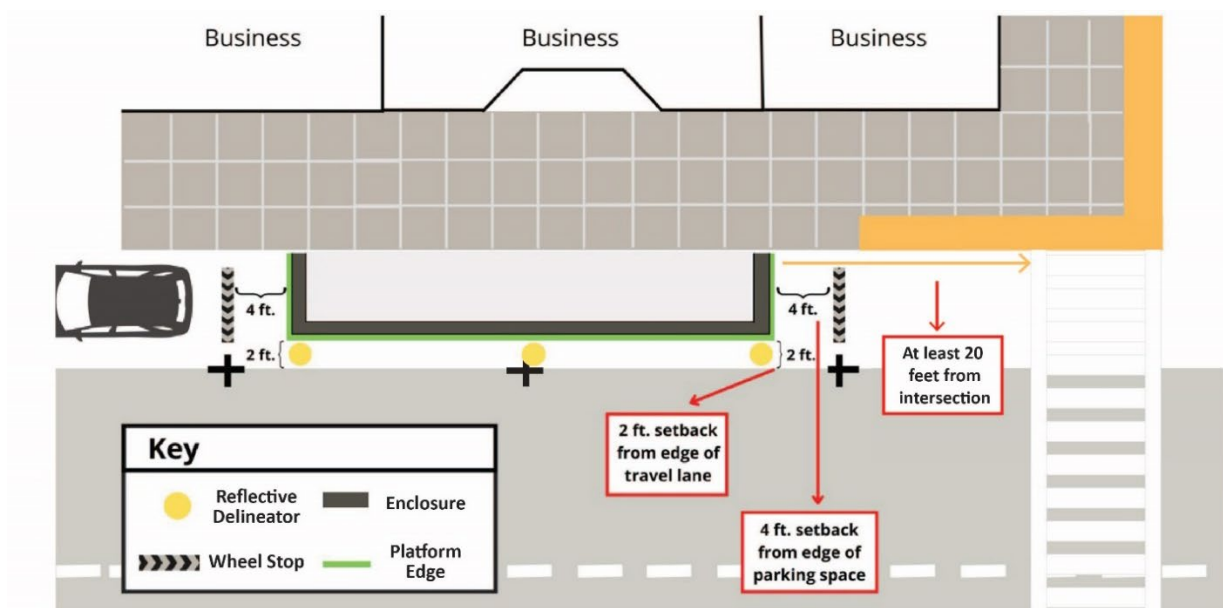 Business
Business
Business
4 ft.
4 ft.
2 ft.
2 ft.
At least 20
feet from
intersection
2 ft. setback
from edge of
travel lane
4 ft. setback
from edge of
parking space
Key
Reflective
Delineator
Enclosure
Wheel Stop
Platform
Edge